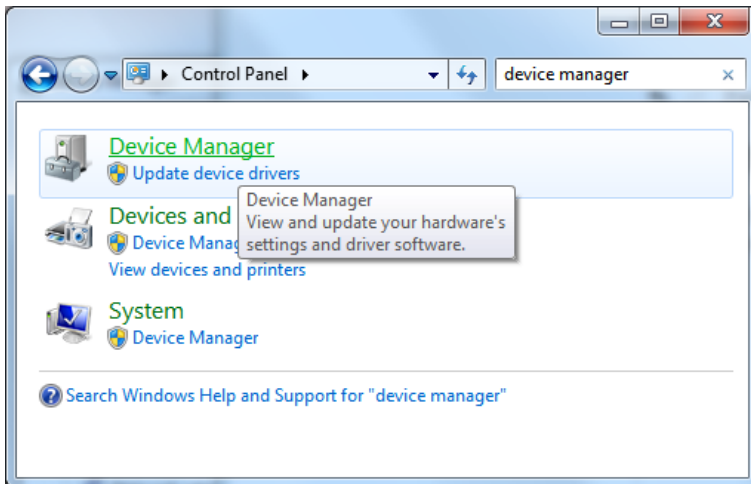 Control Panel
device manager
Device Manager
Update device drivers
Device Manager
View and update your hardware's
settings and driver software.
Devices and
Device Manag
View devices and printers
System
Device Manager
Search Windows Help and Support for "device manager"